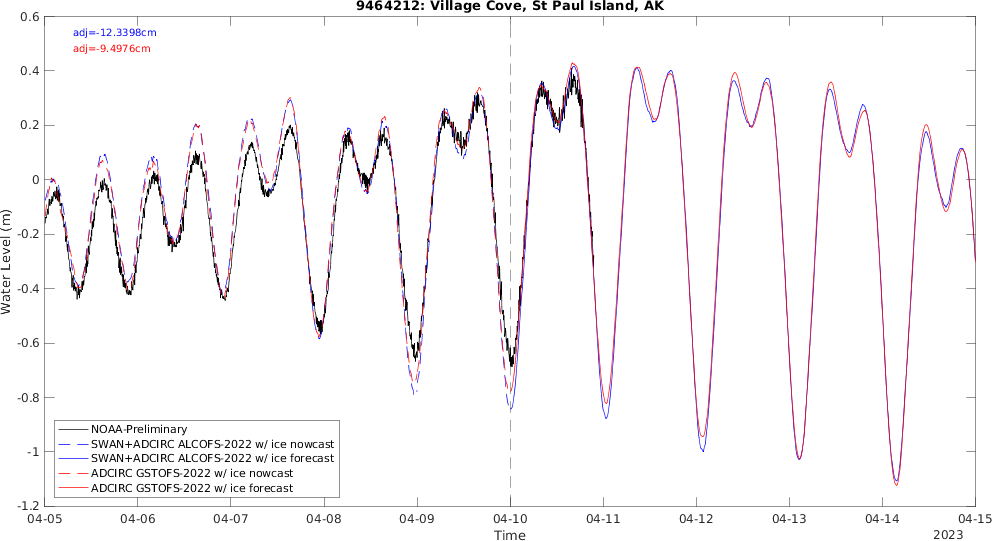 9464212: Village Cove, St Paul Island, AK
adj=-12.3398cm
adj=-9.4976cm
0.6
0.4
0.2
0
-0.2
-0.4
-0.6
-0.8
-1
-1.2
Water Level (m)
NOAA-Preliminary
SWAN+ADCIRC ALCOFS-2022 w/ ice nowcast
SWAN+ADCIRC ALCOFS-2022 w/ ice forecast
ADCIRC GSTOFS-2022 w/ ice nowcast
ADCIRC GSTOFS-2022 w/ ice forecast
04-05 04-06 04-07 04-08 04-09 04-10 04-11 04-12 04-13 04-14 04-15
Time
2023